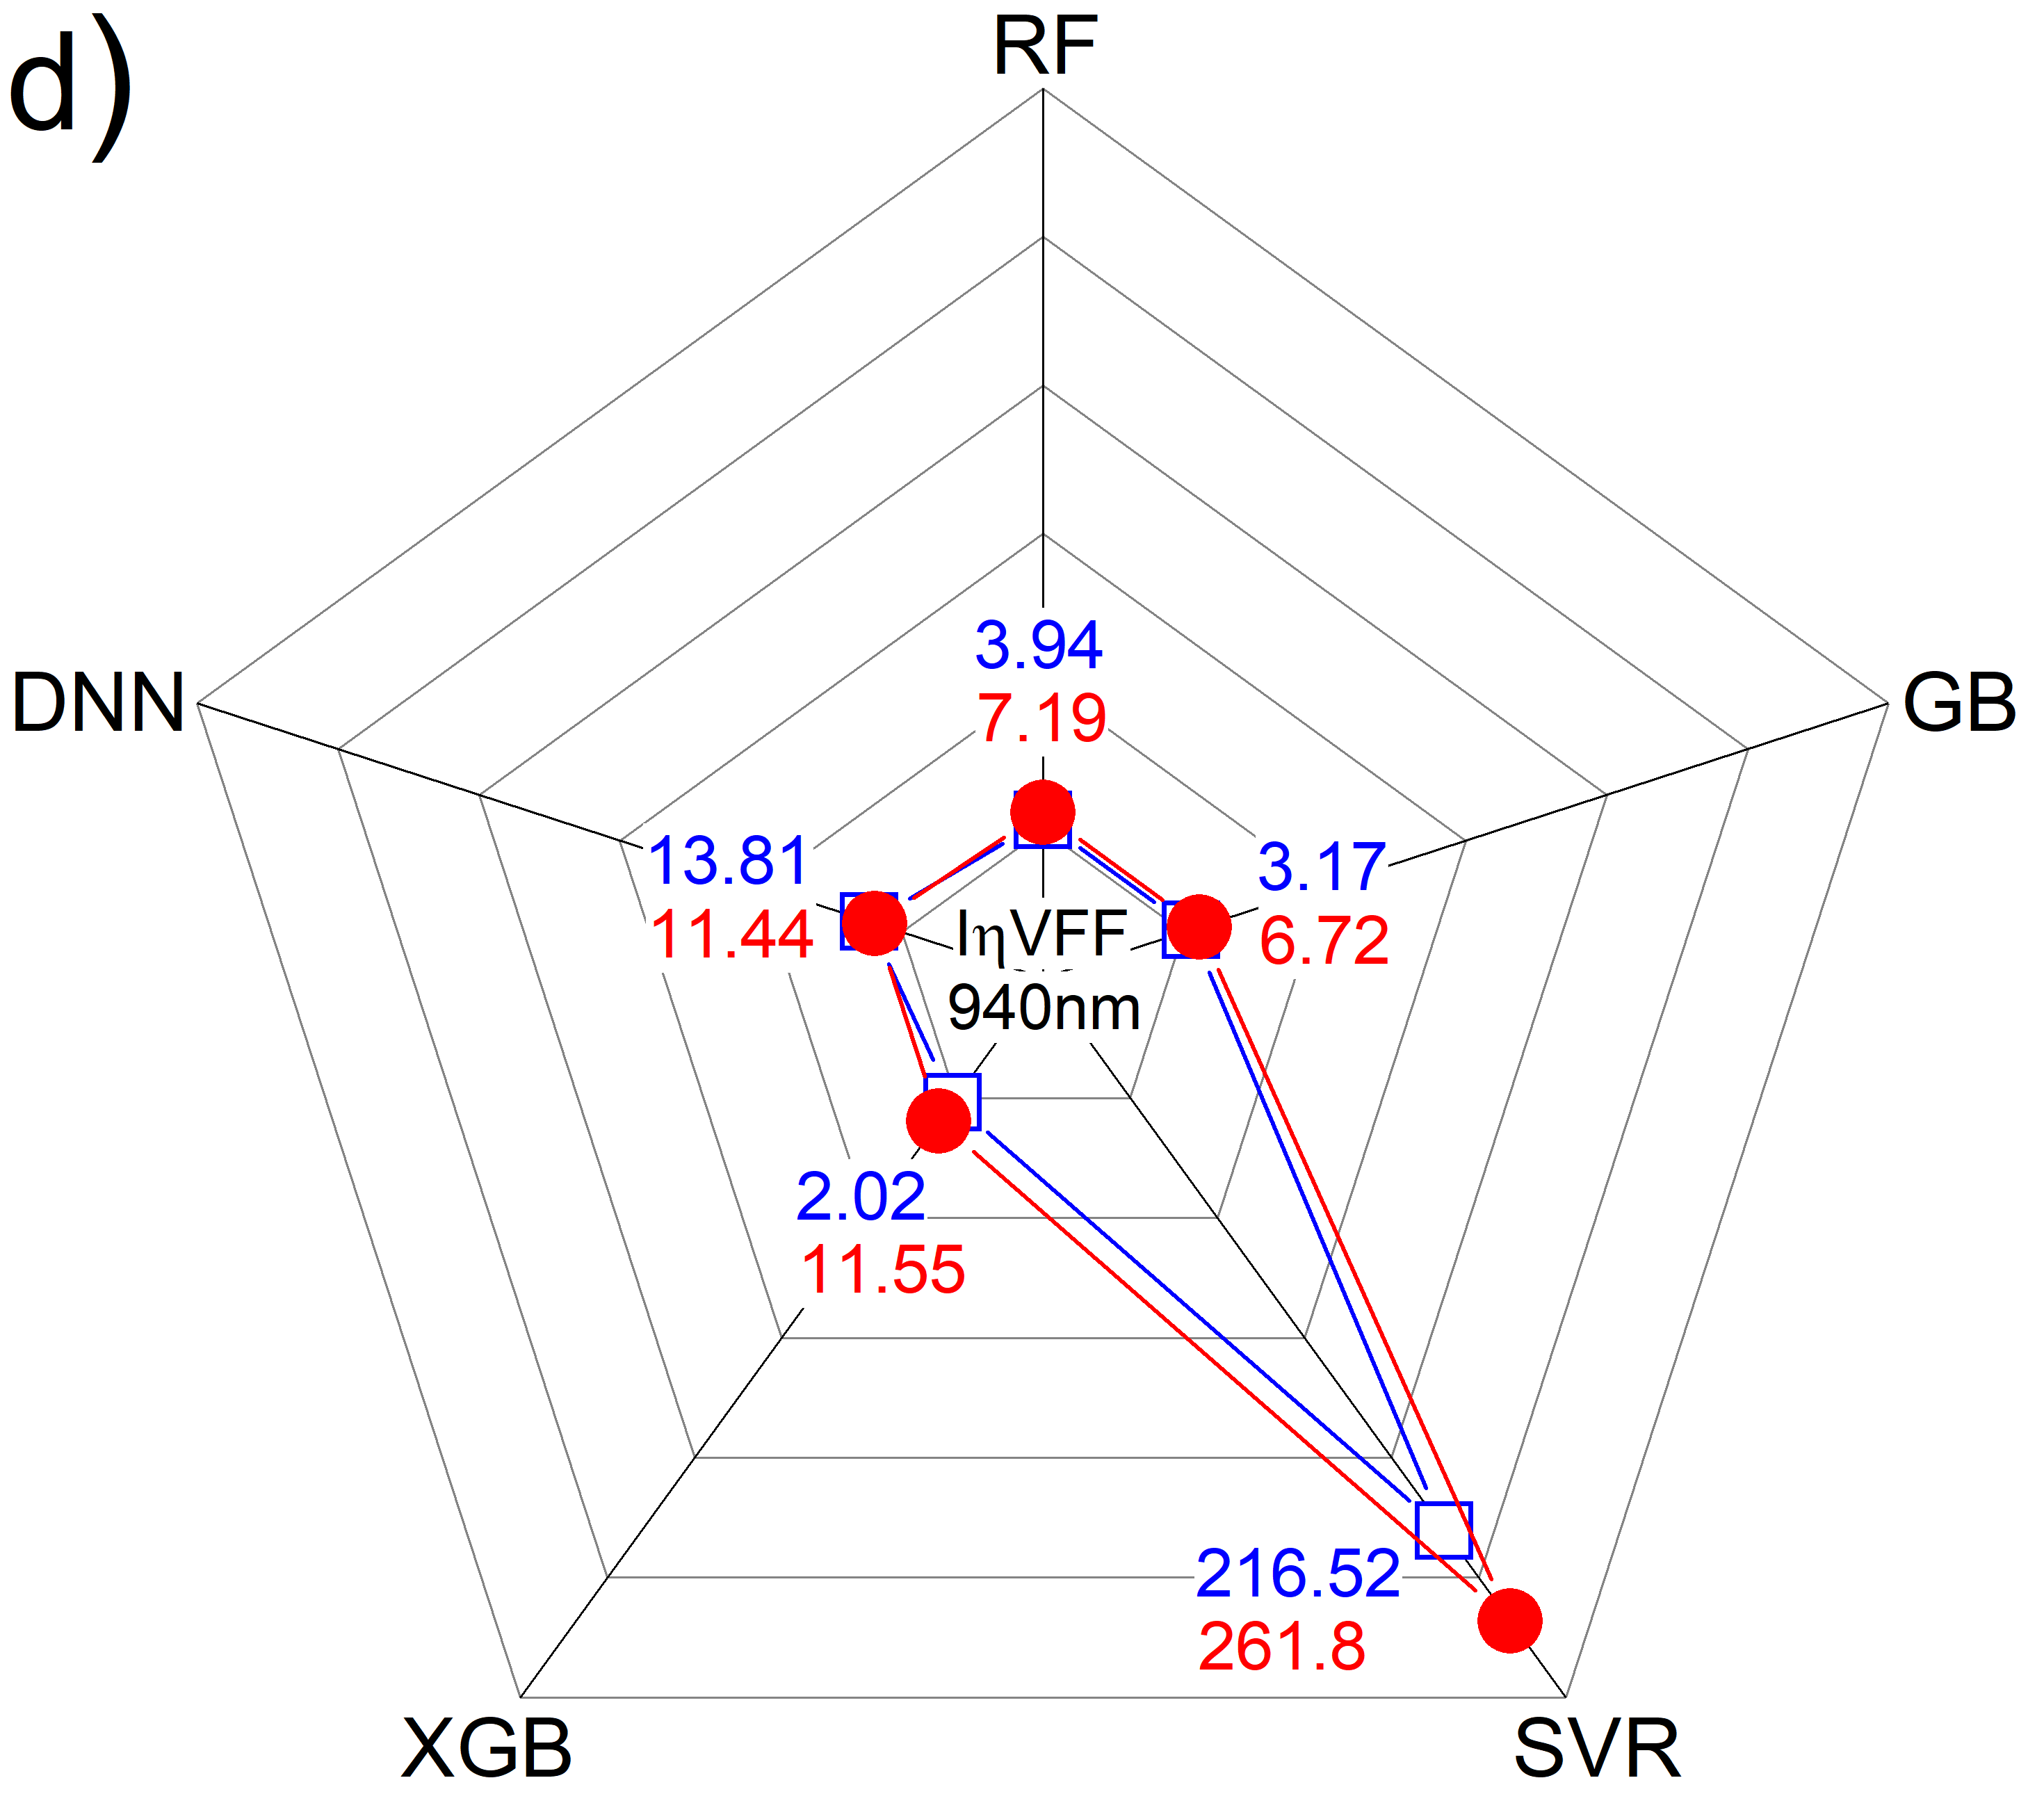 d)
RF
DNN
GB
3.94
7.19
13.81
11.44
3.17
6.72
IηVFF
940nm
2.02
11.55
216.52
261.8
XGB
SVR